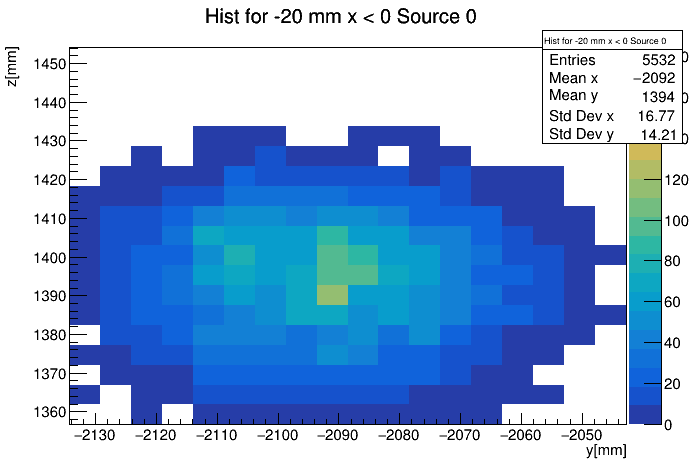 Hist for -20 mm x < 0 Source 0
Hist for -20 mm x < 0 Source 0
Entries 5532
Mean x −2092
Mean y 1394
Std Dev x 16.77
Std Dev y 14.21
z[mm]
1450
1440
1430
1420
1410
1400
1390
1380
1370
1360
−2130 −2120 −2110 −2100 −2090 −2080 −2070 −2060 −2050
y[mm]
120
100
80
60
40
20
0